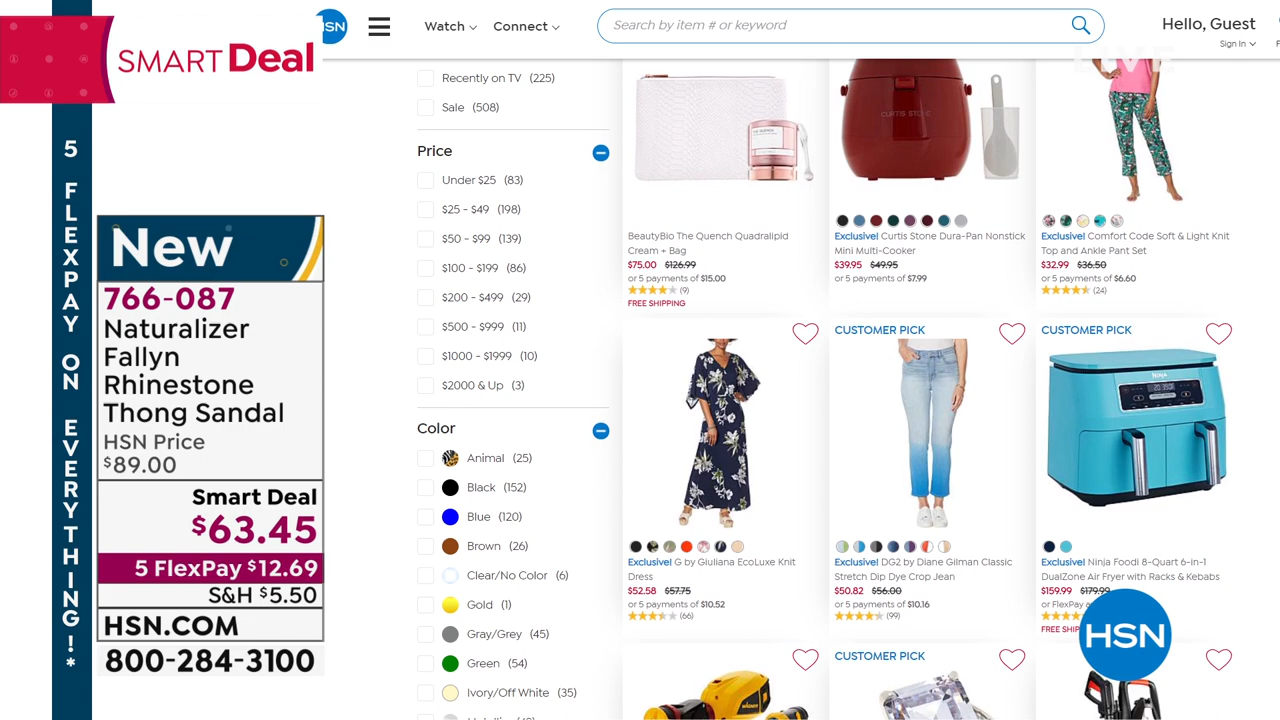 SMART Deal
5 FLEXPAY ON EVERYTHING!*
New
766-087
Naturalizer
Fallyn
Rhinestone
Thong Sandal
HSN Price
$89.00
Smart Deal
$63.45
5 FlexPay $12.69
S&H $5.50
HSN.COM
800-284-3100
HSN
Watch
Connect
Search by item # or keyword
Hello, Guest
Sign In
LIVE
Recently on TV (225)
Sale (508)
Price
Under $25 (83)
$25 - $49 (198)
$50 - $99 (139)
$100 - $199 (86)
$200 - $499 (29)
$500 - $999 (11)
$1000 - $1999 (10)
$2000 & Up (3)
Color
Animal (25)
Black (152)
Blue (120)
Brown (26)
Clear/No Color (6)
Gold (1)
Gray/Grey (45)
Green (54)
Ivory/Off White (35)
BeautyBio The Quench Quadralipid
Cream + Bag
$75.00 $126.99
or 5 payments of $15.00
(9)
FREE SHIPPING
CURTIS STONE
Exclusive! Curtis Stone Dura-Pan Nonstick
Mini Multi-Cooker
$39.95 $49.95
or 5 payments of $7.99
Exclusive! Comfort Code Soft & Light Knit
Top and Ankle Pant Set
$32.99 $36.50
or 5 payments of $6.60
(24)
Exclusive! G by Giuliana EcoLuxe Knit
Dress
$52.58 $57.75
or 5 payments of $10.52
(66)
CUSTOMER PICK
Exclusive! DG2 by Diane Gilman Classic
Stretch Dip Dye Crop Jean
$50.82 $56.00
or 5 payments of $10.16
(99)
CUSTOMER PICK
NINJA
Exclusive! Ninja Foodi 8-Quart 6-in-1
DualZone Air Fryer with Racks & Kebabs
$159.99 $179.99
or FlexPay
FREE
CUSTOMER PICK
WAGNER
HSN